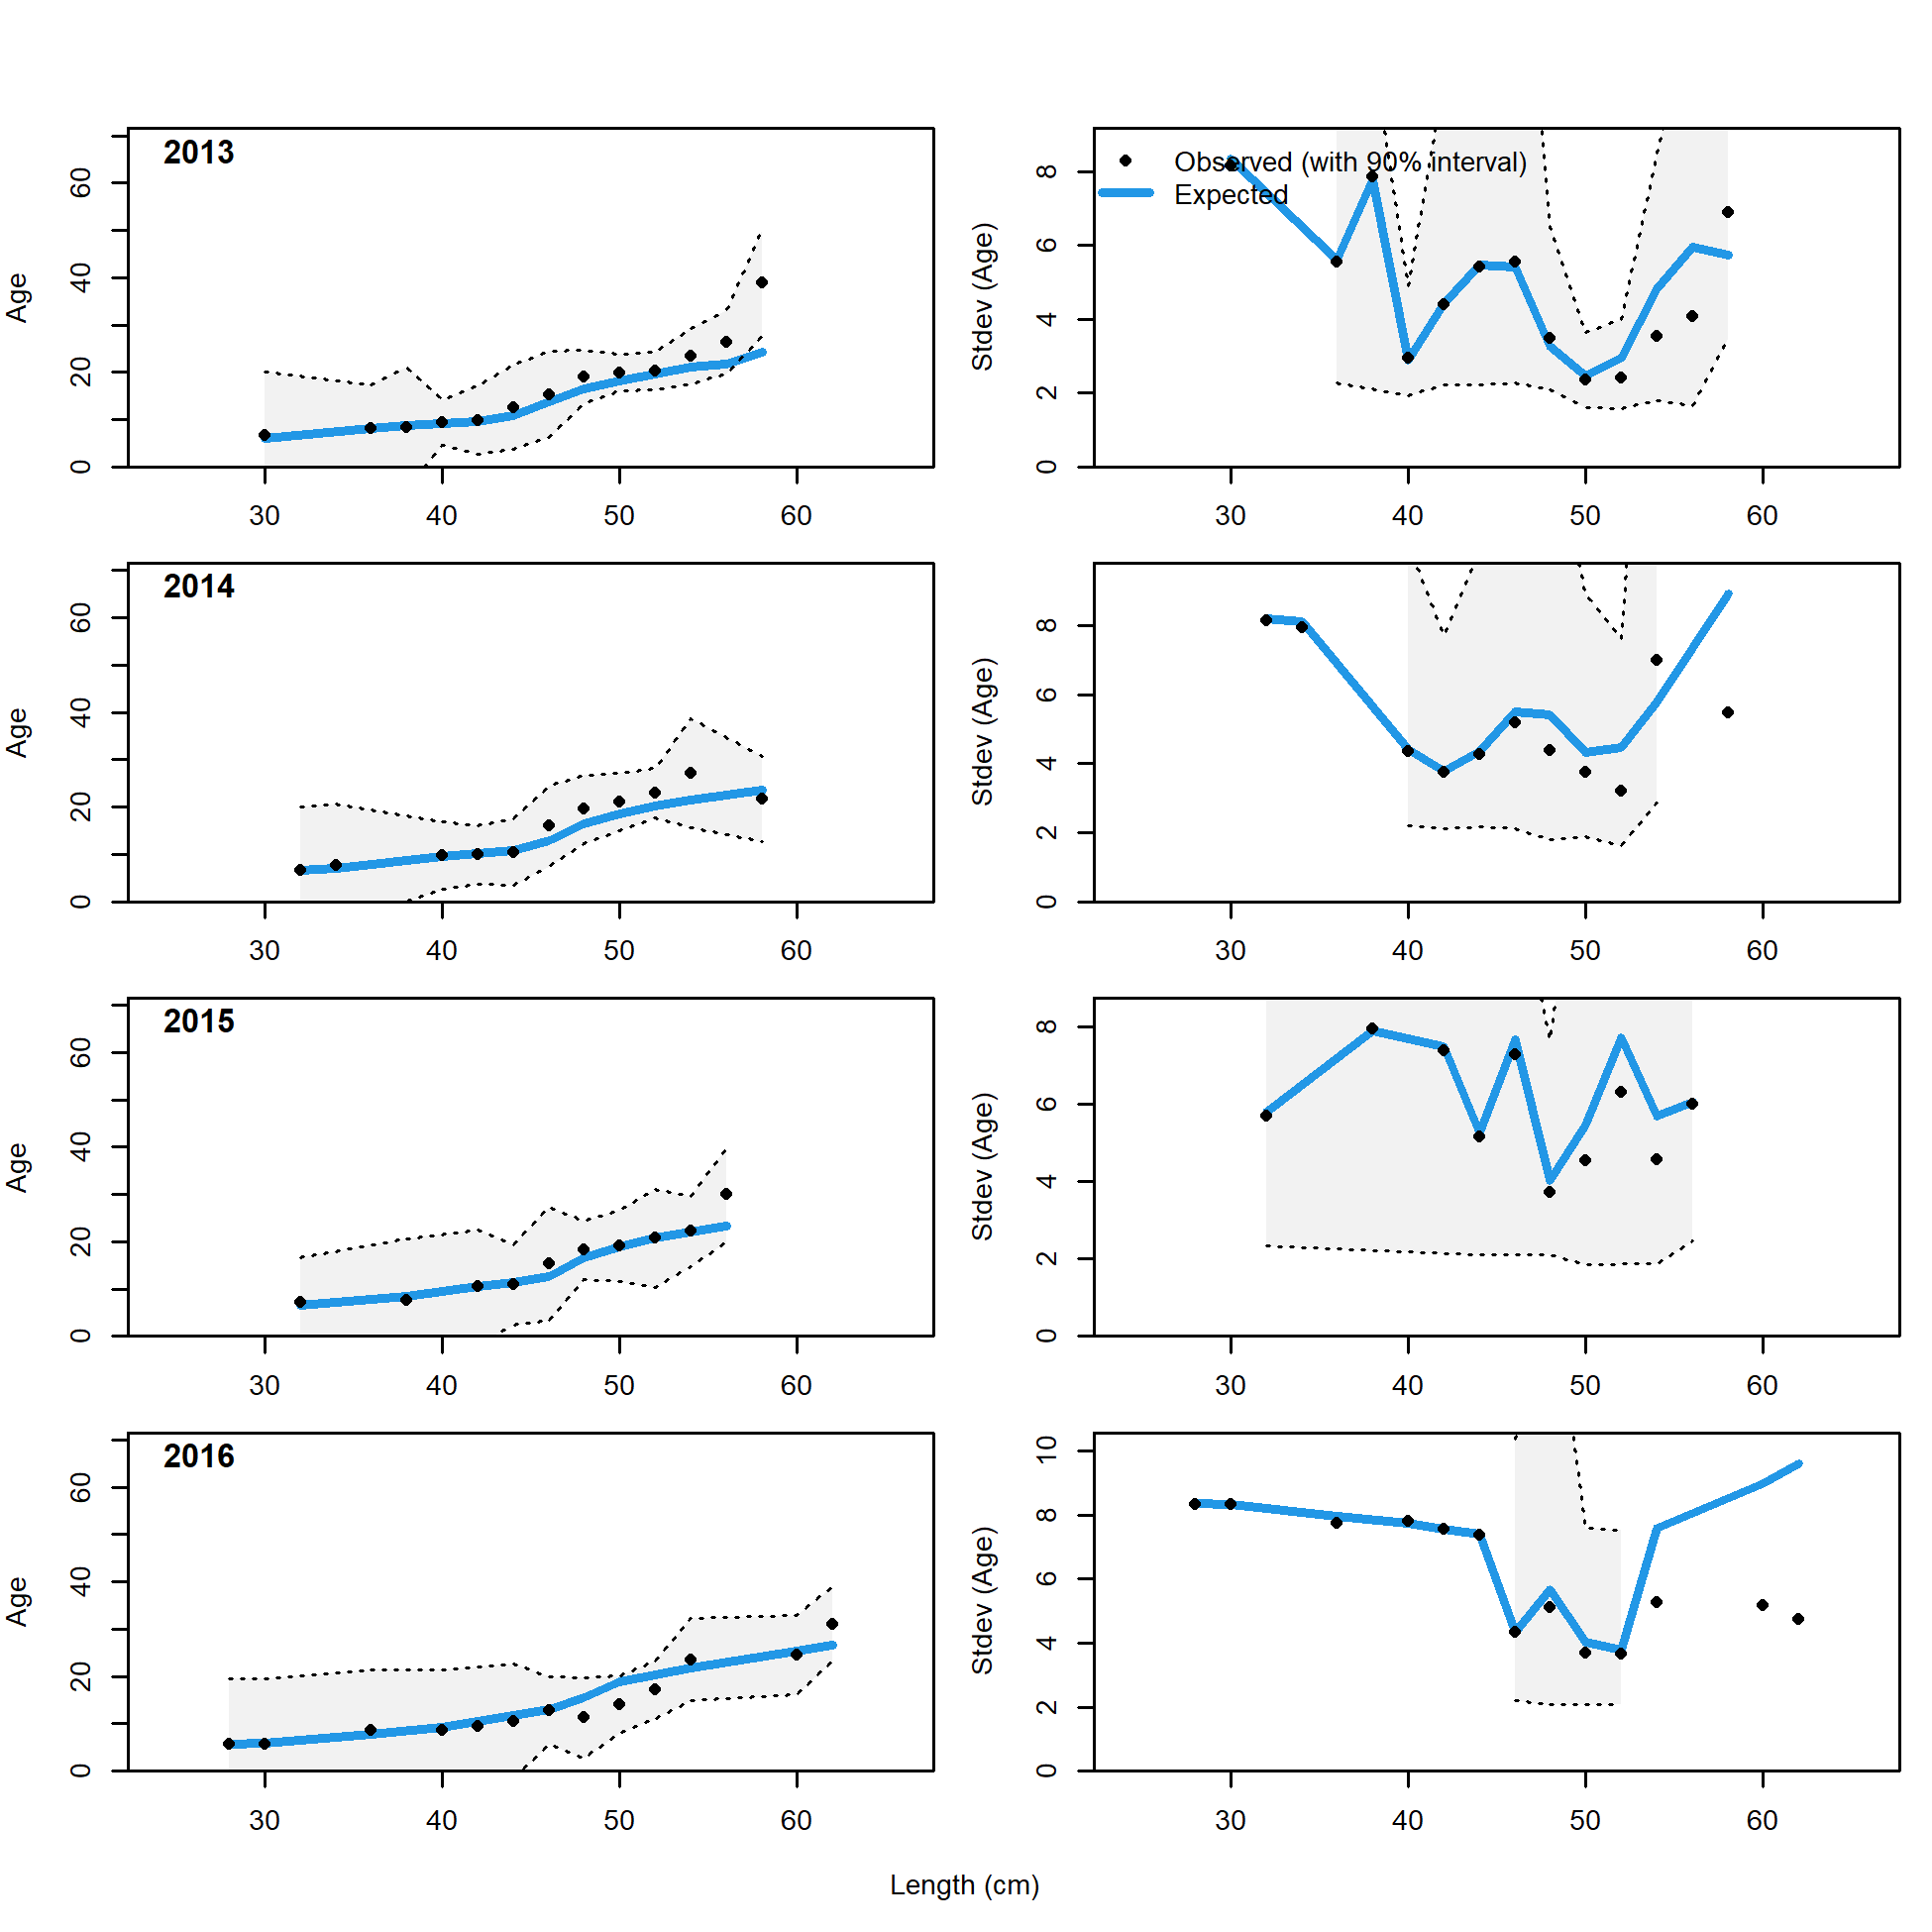 2013
Age
0 20 40 60
30 40 50 60
Observed (with 90% interval)
Expected
Stdev (Age)
0 2 4 6 8
30 40 50 60
2014
Age
0 20 40 60
30 40 50 60
Stdev (Age)
0 2 4 6 8
30 40 50 60
2015
Age
0 20 40 60
30 40 50 60
Stdev (Age)
0 2 4 6 8
30 40 50 60
2016
Age
0 20 40 60
30 40 50 60
Stdev (Age)
0 2 4 6 8 10
30 40 50 60
Length (cm)